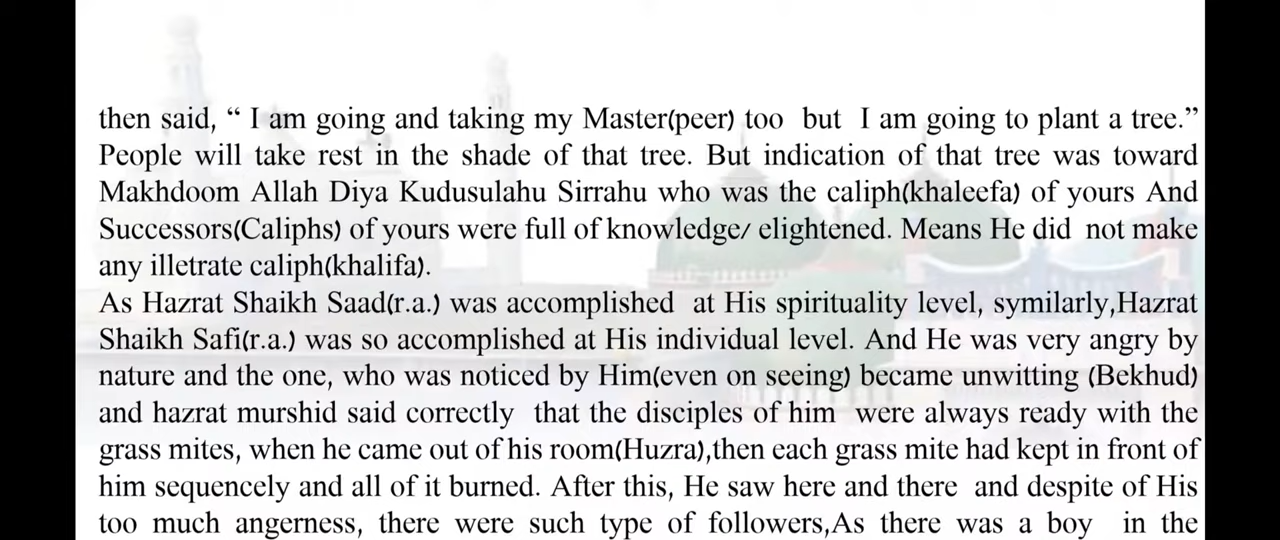 then said, “ I am going and taking my Master(peer) too but I am going to plant a tree.”
People will take rest in the shade of that tree. But indication of that tree was toward
Makhdoom Allah Diya Kudusulahu Sirrahu who was the caliph(khaleefa) of yours And
Successors(Caliphs) of yours were full of knowledge/ elightened. Means He did not make
any illetrate caliph(khalifa).
As Hazrat Shaikh Saad(r.a.) was accomplished at His spirituality level, symilarly,Hazrat
Shaikh Safi(r.a.) was so accomplished at His individual level. And He was very angry by
nature and the one, who was noticed by Him(even on seeing) became unwitting (Bekhud)
and hazrat murshid said correctly that the disciples of him were always ready with the
grass mites, when he came out of his room(Huzra),then each grass mite had kept in front of
him sequencely and all of it burned. After this, He saw here and there and despite of His
too much angerness, there were such type of followers,As there was a boy in the